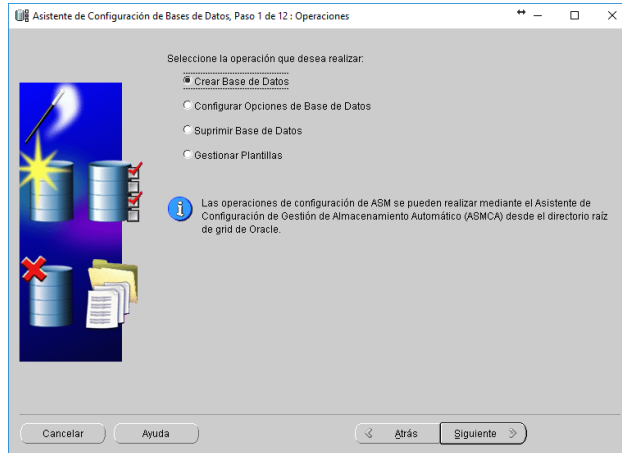 Asistente de Configuración de Bases de Datos, Paso 1 de 12 : Operaciones
Seleccione la operación que desea realizar:
Crear Base de Datos
Configurar Opciones de Base de Datos
Suprimir Base de Datos
Gestionar Plantillas
Las operaciones de configuración de ASM se pueden realizar mediante el Asistente de
Configuración de Gestión de Almacenamiento Automático (ASMCA) desde el directorio raíz
de grid de Oracle.
Cancelar
Ayuda
Atrás
Siguiente